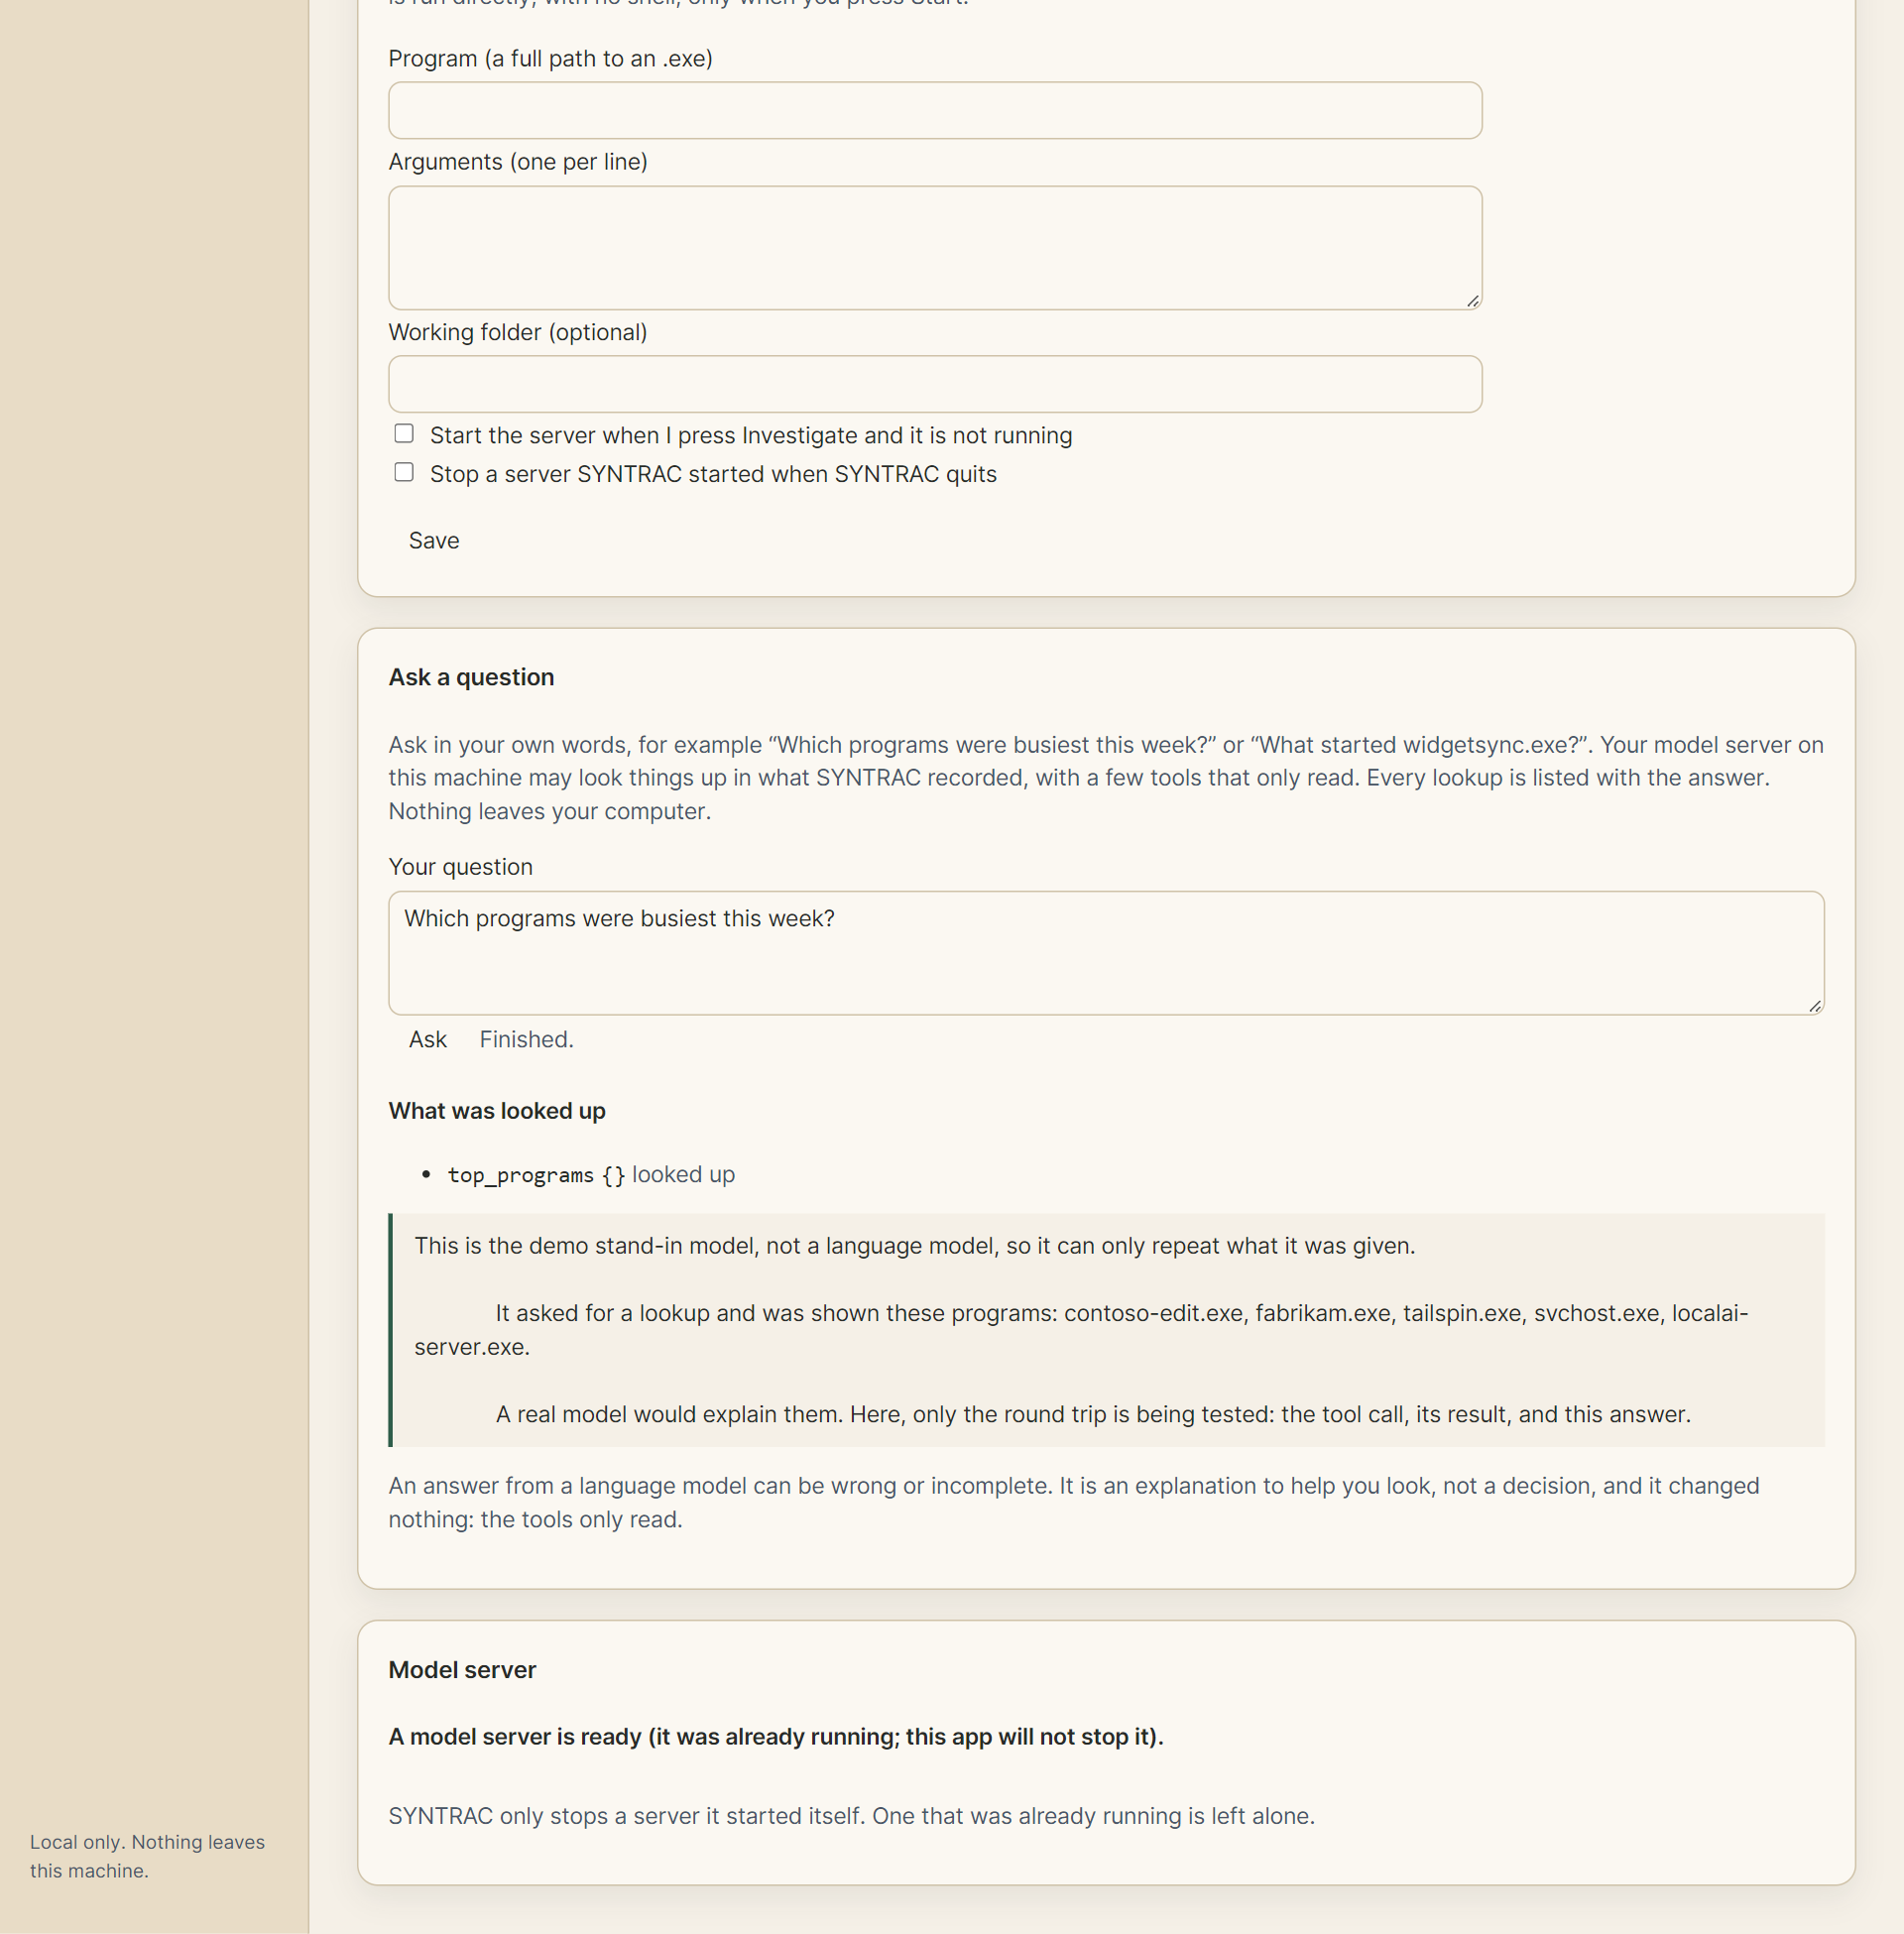 is run directly, with no shell, only when you press Start.
Program (a full path to an .exe)
Arguments (one per line)
Working folder (optional)
Start the server when I press Investigate and it is not running
Stop a server SYNTRAC started when SYNTRAC quits
Save
Ask a question
Ask in your own words, for example “Which programs were busiest this week?” or “What started widgetsync.exe?”. Your model server on
this machine may look things up in what SYNTRAC recorded, with a few tools that only read. Every lookup is listed with the answer.
Nothing leaves your computer.
Your question
Which programs were busiest this week?
Ask Finished.
What was looked up
• top_programs {} looked up
This is the demo stand-in model, not a language model, so it can only repeat what it was given.
It asked for a lookup and was shown these programs: contoso-edit.exe, fabrikam.exe, tailspin.exe, svchost.exe, localai-
server.exe.
A real model would explain them. Here, only the round trip is being tested: the tool call, its result, and this answer.
An answer from a language model can be wrong or incomplete. It is an explanation to help you look, not a decision, and it changed
nothing: the tools only read.
Model server
A model server is ready (it was already running; this app will not stop it).
SYNTRAC only stops a server it started itself. One that was already running is left alone.
Local only. Nothing leaves
this machine.